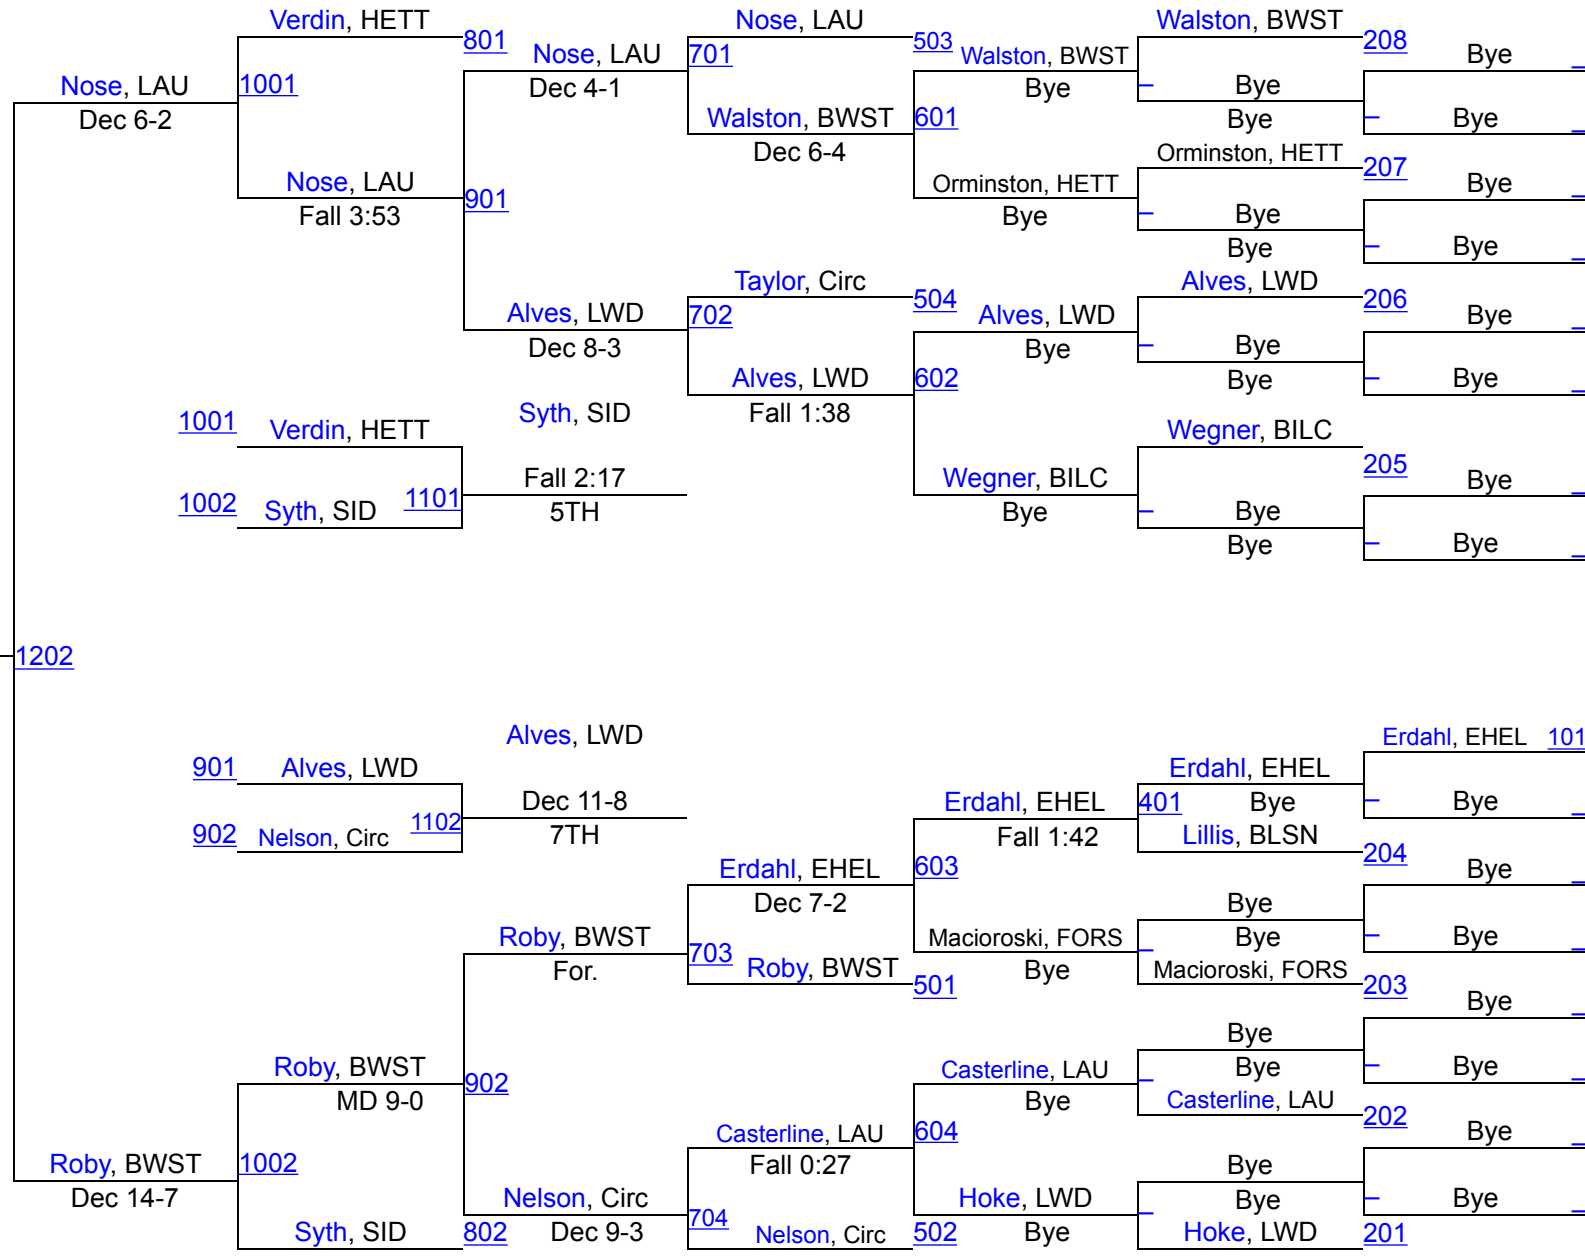 Verdin, HETT
Nose, LAU
Walston, BWST
801
503
208
Nose, LAU
701
Walston, BWST
Bye
Nose, LAU
1001
Dec 4-1
Bye
Bye
Dec 6-2
Walston, BWST
601
Bye
Bye
Dec 6-4
Orminston, HETT
207
Nose, LAU
Orminston, HETT
Bye
Fall 3:53
901
Bye
Bye
Bye
Bye
Taylor, Circ
Alves, LWD
504
206
Alves, LWD
702
Alves, LWD
Bye
Dec 8-3
Bye
Bye
Alves, LWD
602
Bye
Bye
1001
Verdin, HETT
Syth, SID
Fall 1:38
Wegner, BILC
205
Fall 2:17
Wegner, BILC
Bye
1002
Syth, SID
1101
5TH
Bye
Bye
Bye
Bye
1202
Alves, LWD
Erdahl, EHEL
101
901
Alves, LWD
Erdahl, EHEL
Dec 11-8
Erdahl, EHEL
401
Bye
Bye
902
Nelson, Circ
1102
7TH
Fall 1:42
Lillis, BLSN
204
Erdahl, EHEL
603
Bye
Dec 7-2
Bye
Roby, BWST
Macioroski, FORS
Bye
Bye
For.
703
Roby, BWST
Bye
Macioroski, FORS
501
203
Bye
Bye
Roby, BWST
Casterline, LAU
Bye
Bye
MD 9-0
902
Bye
Casterline, LAU
202
Casterline, LAU
604
Bye
Roby, BWST
1002
Fall 0:27
Bye
Dec 14-7
Nelson, Circ
Hoke, LWD
Bye
Bye
Syth, SID
802
Dec 9-3
704
Nelson, Circ
502
Bye
Hoke, LWD
201